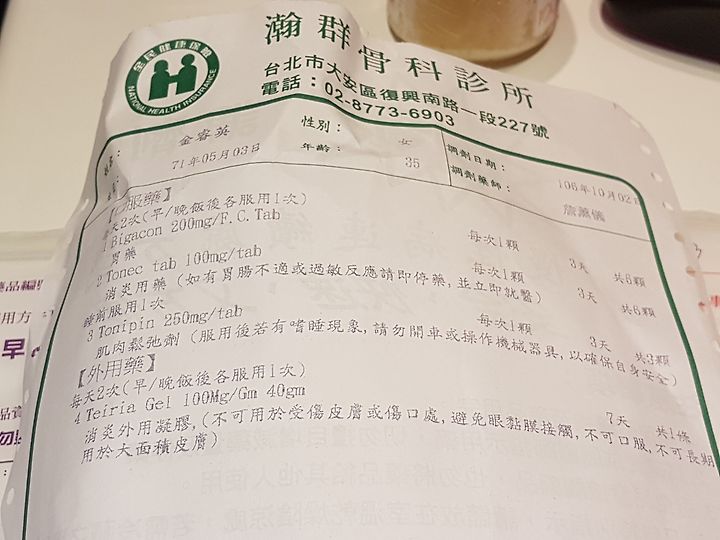 瀚群骨科診所
全民健康保險
NATIONAL HEALTH INSURANCE
台北市大安區復興南路一段227號
電話：02-8773-6903
金睿英
性別： 女
調劑日期： 106年10月02日
71年05月03日
年齡： 35
調劑藥師： 詹薰儀
服藥】
天2次(早/晚飯後各服用1次)
1 Bigacon 200mg/F.C.Tab 每次1顆 3天 共6顆
胃藥
2 Tonec tab 100mg/tab 每次1顆 3天 共6顆
消炎用藥 (如有胃腸不適或過敏反應請即停藥,並立即就醫)
睡前服用1次
3 Tonipin 250mg/tab 每次1顆 3天 共3顆
肌肉鬆弛劑 (服用後若有嗜睡現象,請勿開車或操作機械器具,以確保自身安全)
【外用藥】
每天2次(早/晚飯後各服用1次)
4 Teiria Gel 100Mg/Gm 40gm 7天 共1條
消炎外用凝膠,(不可用於受傷皮膚或傷口處,避免眼黏膜接觸,不可口服,不可長期
用於大面積皮膚)
藥品編
用方
早